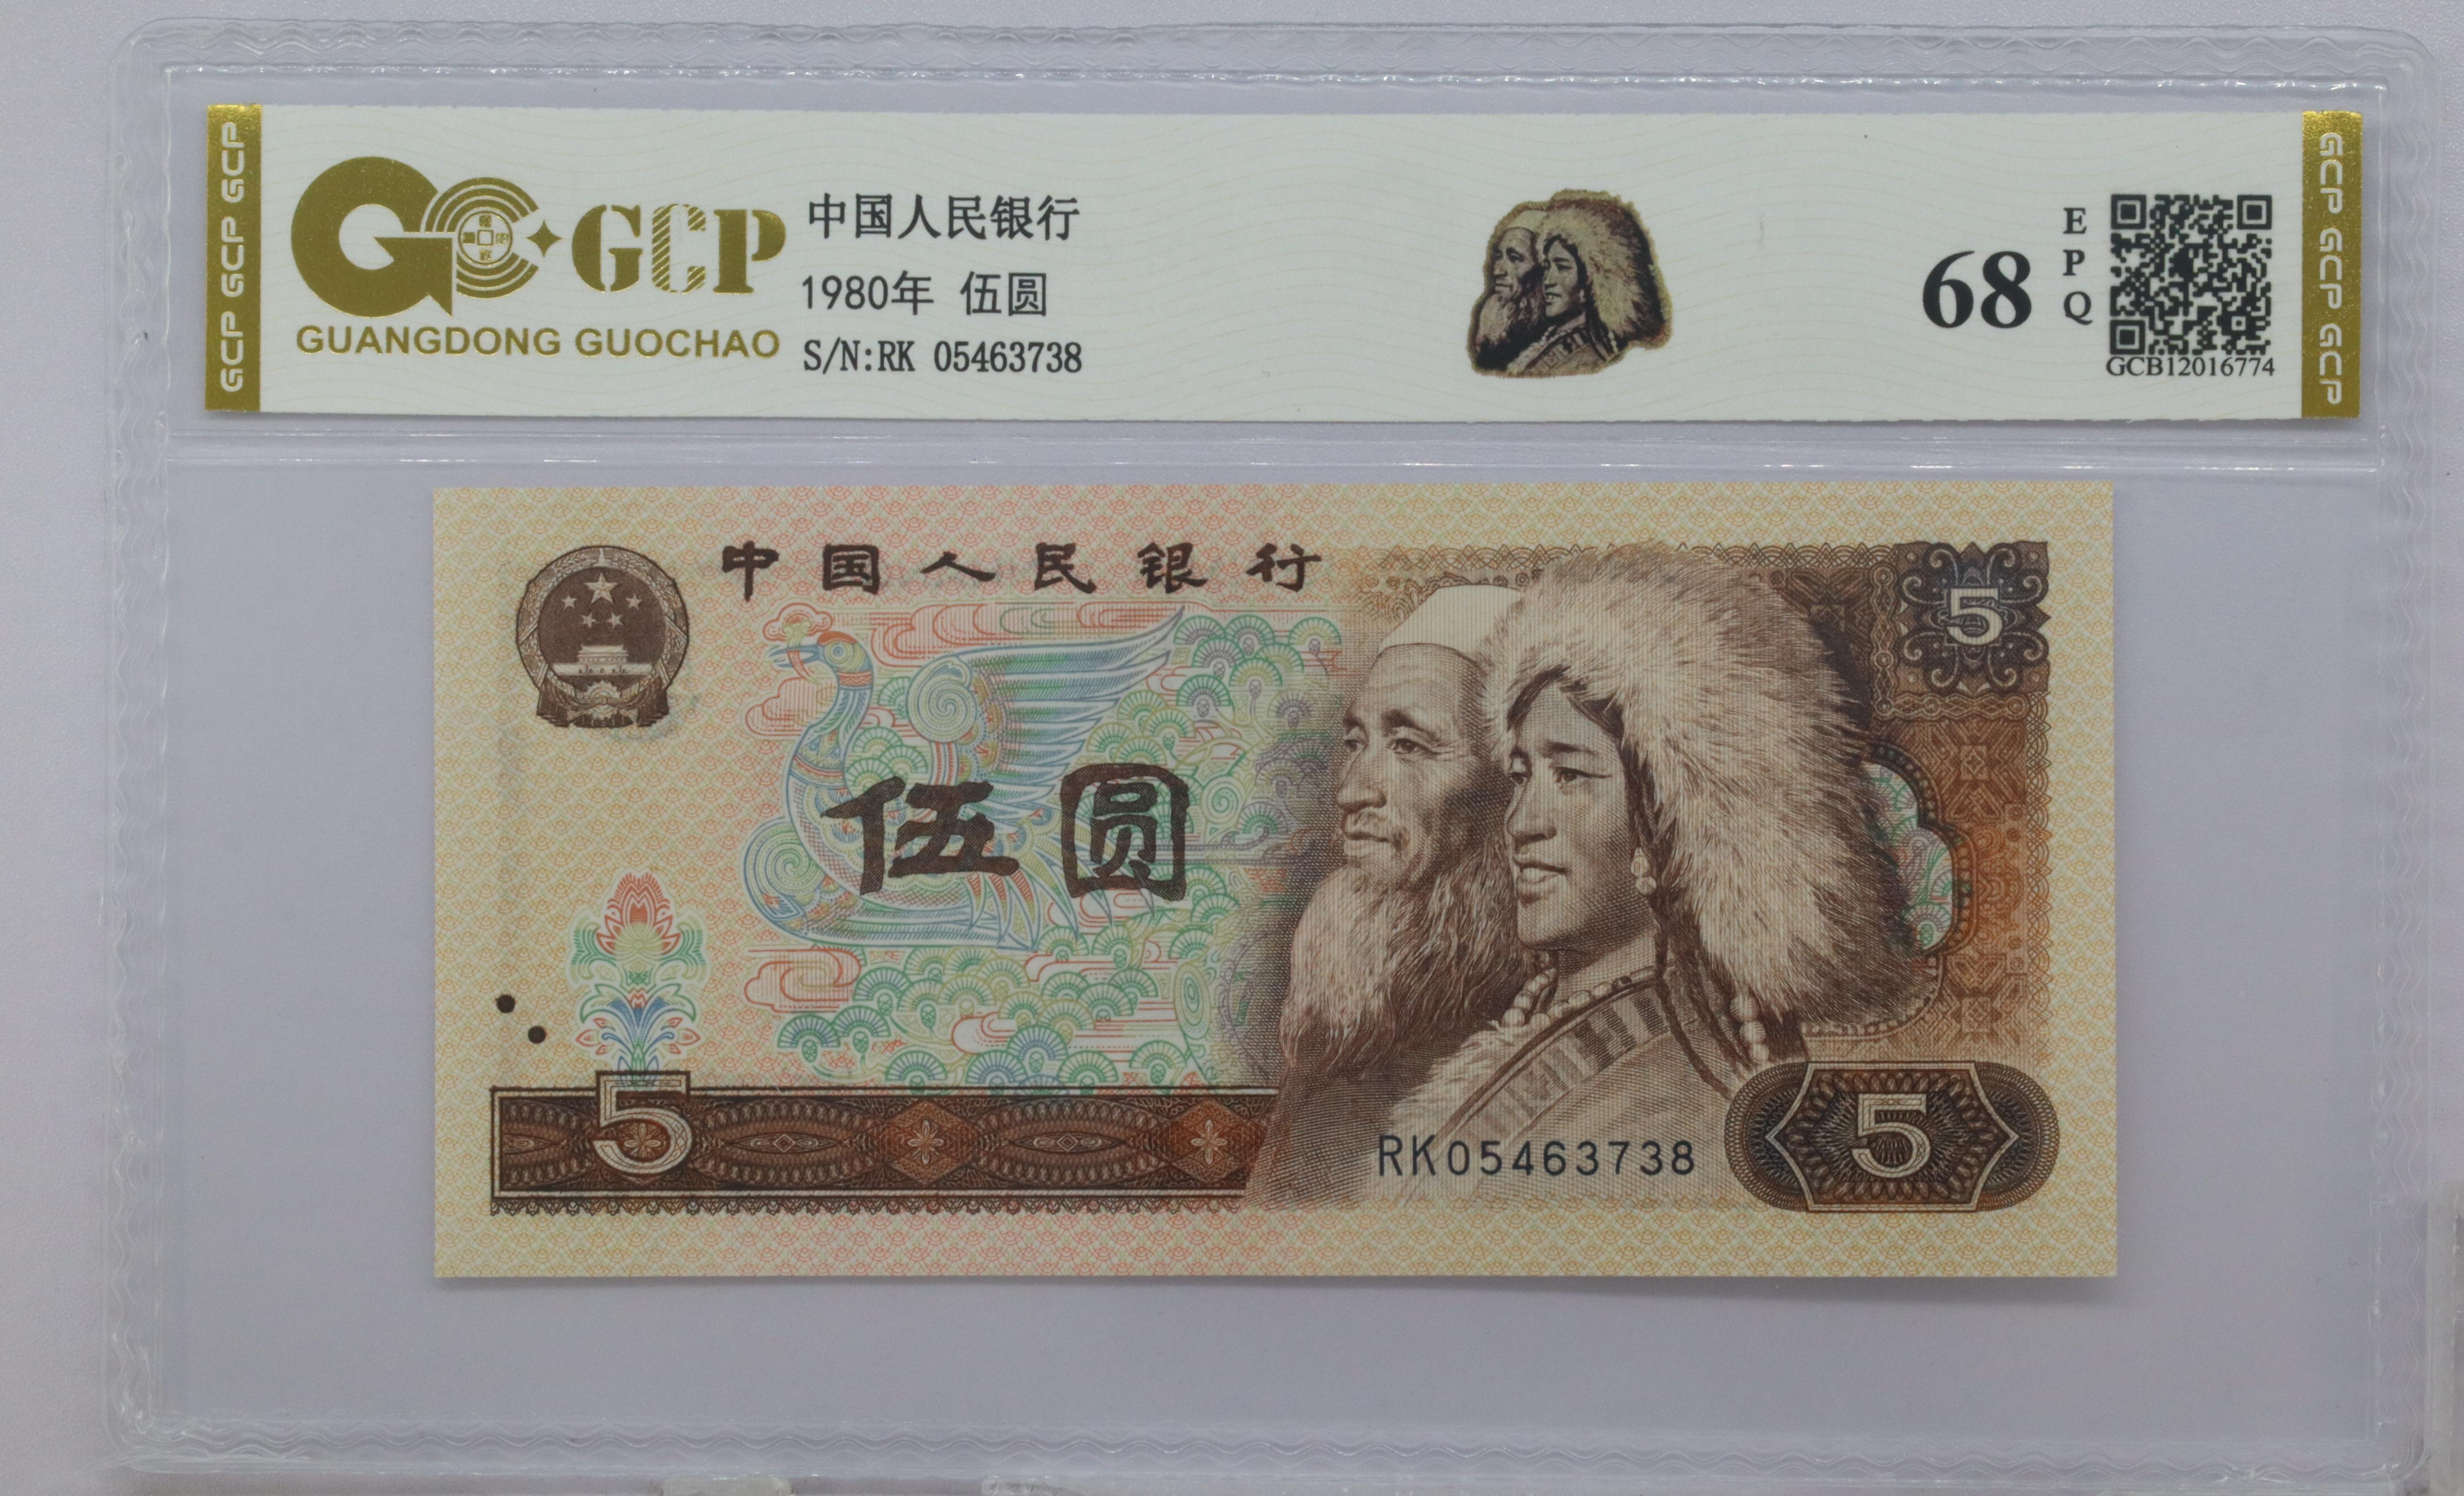 GCP GCP GCP
GCP
GUANGDONG GUOCHAO
中国人民银行
1980年 伍圆
S/N:RK 05463738
68
EPQ
GCB12016774
GCP GCP GCP
中国人民银行
5
伍圆
5
RK05463738
5